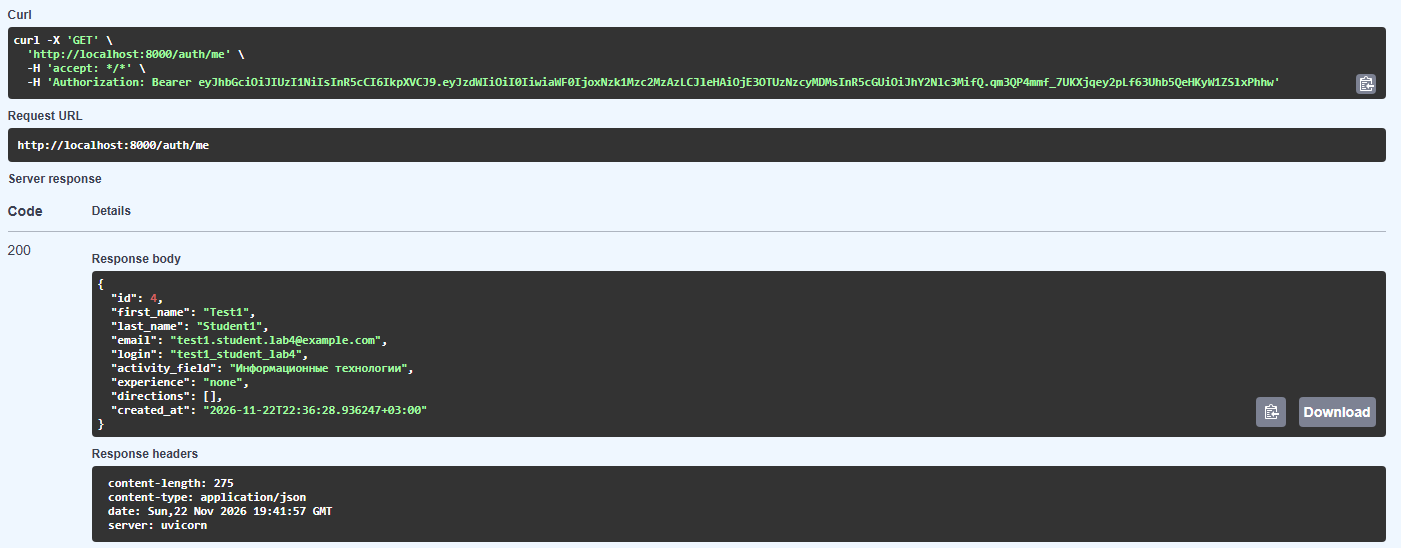 Curl
curl -X 'GET' \
  'http://localhost:8000/auth/me' \
  -H 'accept: */*' \
  -H 'Authorization: Bearer eyJhbGciOiJIUzI1NiIsInR5cCI6IkpXVCJ9.eyJzdWIiOiI0IiwiaWF0IjoxNzk1Mzc2MzAzLCJleHAiOjE3OTUzNzcyMDMsInR5cGUiOiJhY2Nlc3MifQ.qm3QP4mmf_7UKXjqey2pLf63Uhb5QeHKyW1ZSlxPhhw'
Request URL
http://localhost:8000/auth/me
Server response
Code Details
200
Response body
{
  "id": 4,
  "first_name": "Test1",
  "last_name": "Student1",
  "email": "test1.student.lab4@example.com",
  "login": "test1_student_lab4",
  "activity_field": "Информационные технологии",
  "experience": "none",
  "directions": [],
  "created_at": "2026-11-22T22:36:28.936247+03:00"
}
Download
Response headers
content-length: 275
content-type: application/json
date: Sun,22 Nov 2026 19:41:57 GMT
server: uvicorn